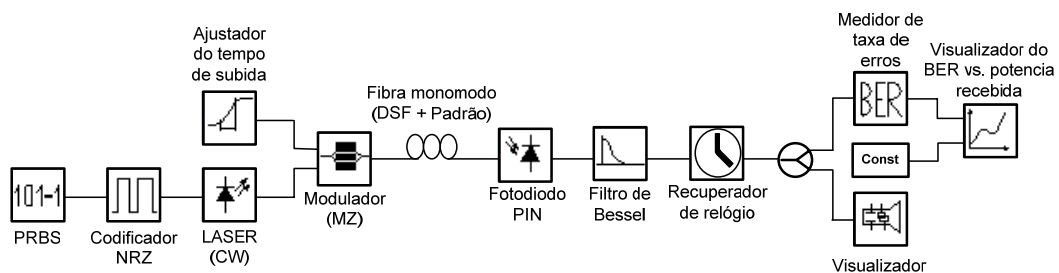 Ajustador
do tempo
de subida
Fibra monomodo
(DSF + Padrão)
Medidor de
taxa de
erros
Visualizador do
BER vs. potencia
recebida
BER
Const
101-1
PRBS
Codificador
NRZ
LASER
(CW)
Modulador
(MZ)
Fotodiodo
PIN
Filtro de
Bessel
Recuperador
de relógio
Visualizador